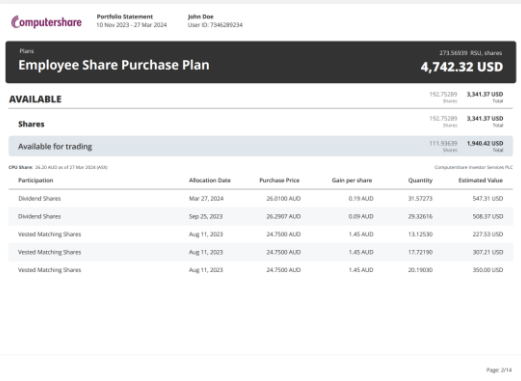 Computershare
Portfolio Statement
10 Nov 2023 - 27 Mar 2024
John Doe
User ID: 7346289234
Plans
Employee Share Purchase Plan
273.56939 RSU, shares
4,742.32 USD
AVAILABLE
192.75289 3,341.37 USD
Shares Total
Shares
192.75289 3,341.37 USD
Shares Total
Available for trading
111.93639 1,940.42 USD
Shares Total
CPU Share: 26.20 AUD as of 27 Mar 2024 (ASX) Computershare Investor Services PLC
Participation Allocation Date Purchase Price Gain per share Quantity Estimated Value
Dividend Shares Mar 27, 2024 26.0100 AUD 0.19 AUD 31.57273 547.31 USD
Dividend Shares Sep 25, 2023 26.2907 AUD 0.09 AUD 29.32616 508.37 USD
Vested Matching Shares Aug 11, 2023 24.7500 AUD 1.45 AUD 13.12530 227.53 USD
Vested Matching Shares Aug 11, 2023 24.7500 AUD 1.45 AUD 17.72190 307.21 USD
Vested Matching Shares Aug 11, 2023 24.7500 AUD 1.45 AUD 20.19030 350.00 USD
Page: 2/14